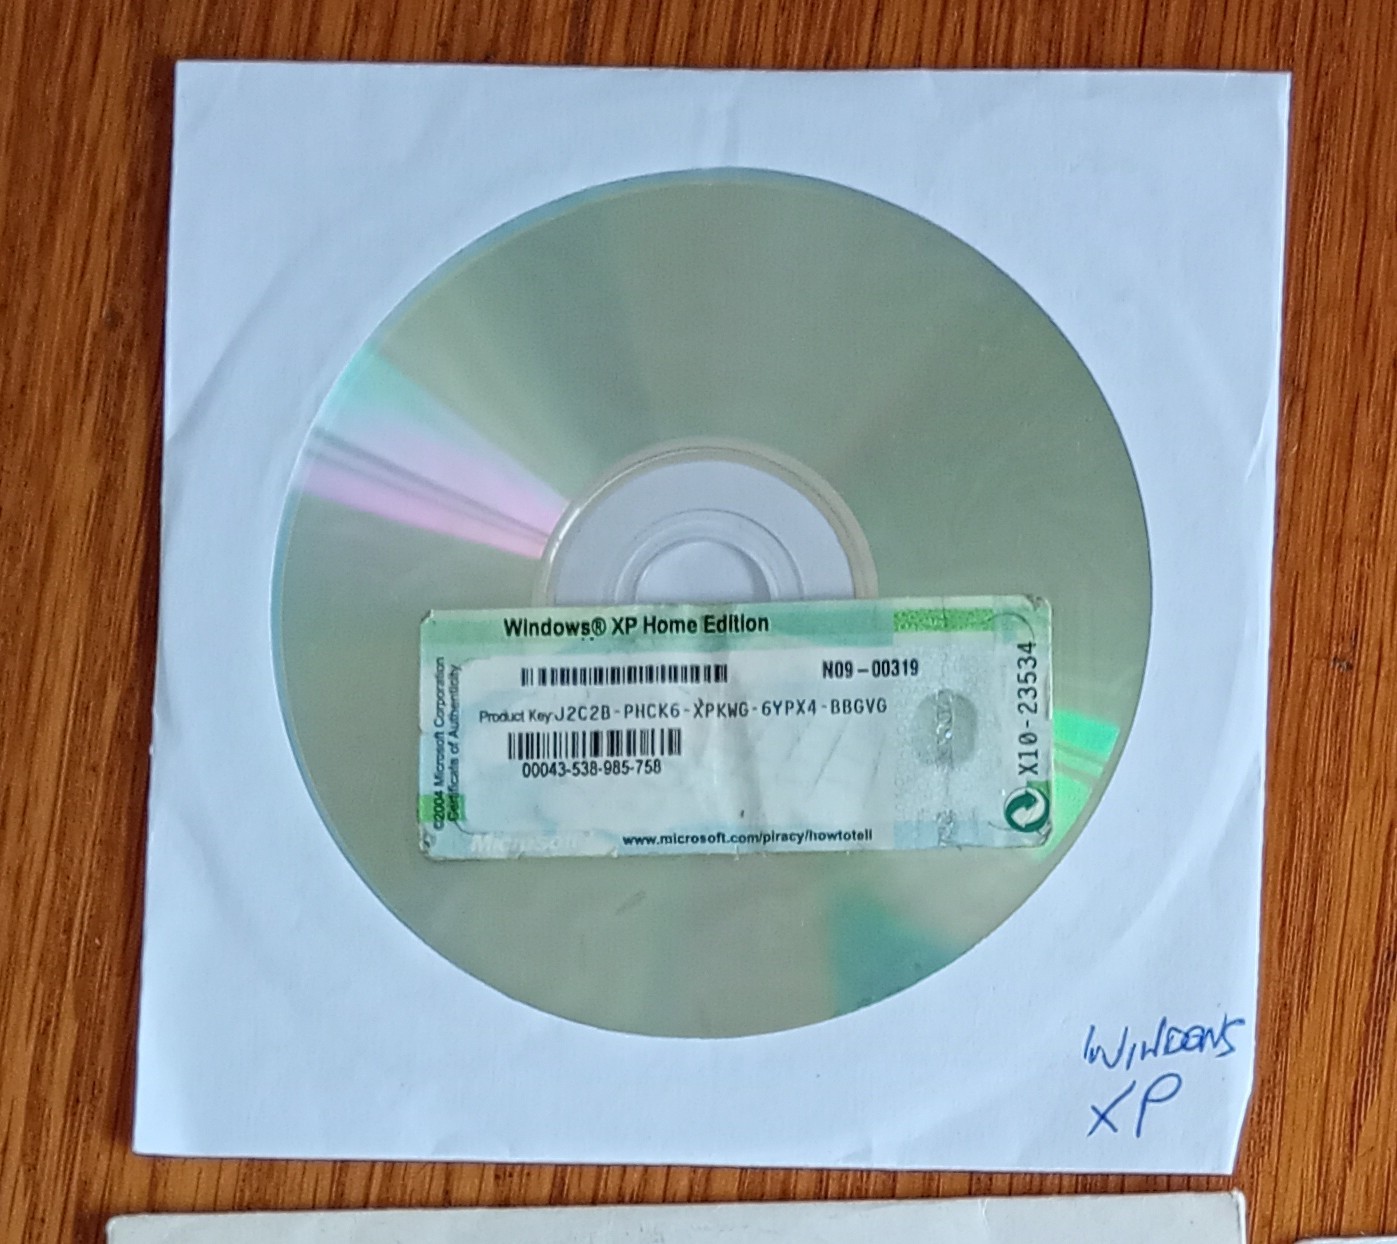 Windows® XP Home Edition
N09-00319
Product Key: J2C2B-PHCK6-XPKWG-6YPX4-BBGVG
00043-538-985-758
©2004 Microsoft Corporation
Certificate of Authenticity
X10-23534
Microsoft
www.microsoft.com/piracy/howtotell
WINDOWS
XP